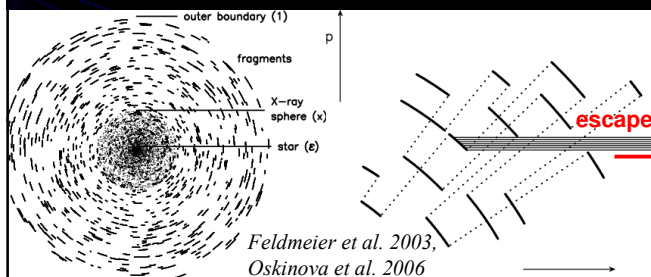 outer boundary (1)
fragments
X-ray
sphere (x)
star (ε)
p
escape
Feldmeier et al. 2003,
Oskinova et al. 2006